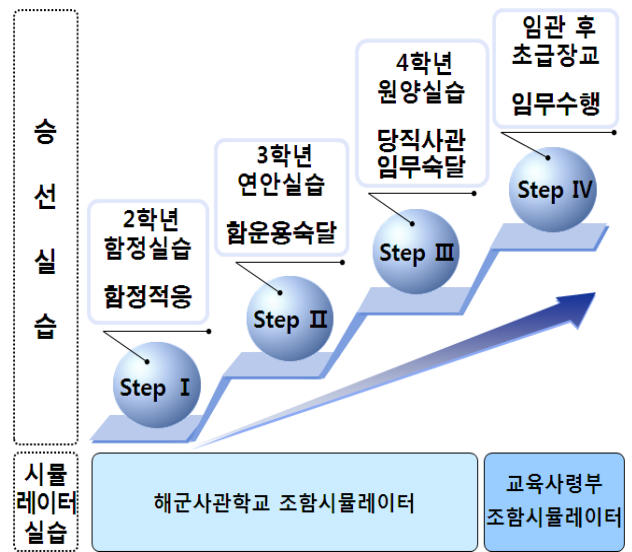 승
선
실
습
2학년
함정실습
함정적응
Step Ⅰ
3학년
연안실습
함운용숙달
Step Ⅱ
4학년
원양실습
당직사관
임무숙달
Step Ⅲ
임관 후
초급장교
임무수행
Step Ⅳ
시뮬
레이터
실습
해군사관학교 조함시뮬레이터
교육사령부
조함시뮬레이터